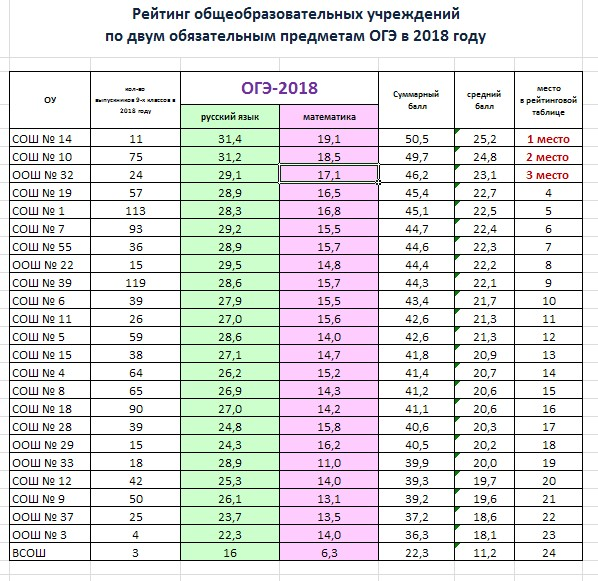 Рейтинг общеобразовательных учреждений
по двум обязательным предметам ОГЭ в 2018 году
ОУ кол-во выпускников 9-х классов в 2018 году ОГЭ-2018 Суммарный балл средний балл место в рейтинговой таблице
русский язык математика
СОШ № 14 11 31,4 19,1 50,5 25,2 1 место
СОШ № 10 75 31,2 18,5 49,7 24,8 2 место
ООШ № 32 24 29,1 17,1 46,2 23,1 3 место
СОШ № 19 57 28,9 16,5 45,4 22,7 4
СОШ № 1 113 28,3 16,8 45,1 22,5 5
СОШ № 7 93 29,2 15,5 44,7 22,4 6
СОШ № 55 36 28,9 15,7 44,6 22,3 7
ООШ № 22 15 29,5 14,8 44,4 22,2 8
СОШ № 39 119 28,6 15,7 44,3 22,1 9
СОШ № 6 39 27,9 15,5 43,4 21,7 10
СОШ № 11 26 27,0 15,6 42,6 21,3 11
СОШ № 5 59 28,6 14,0 42,6 21,3 12
СОШ № 15 38 27,1 14,7 41,8 20,9 13
СОШ № 4 64 26,2 15,2 41,4 20,7 14
СОШ № 8 65 26,9 14,3 41,2 20,6 15
СОШ № 18 90 27,0 14,2 41,1 20,6 16
СОШ № 28 39 24,8 15,8 40,6 20,3 17
ООШ № 29 15 24,3 16,2 40,5 20,2 18
ООШ № 33 18 28,9 11,0 39,9 20,0 19
СОШ № 12 42 25,3 14,0 39,3 19,7 20
СОШ № 9 50 26,1 13,1 39,2 19,6 21
ООШ № 37 25 23,7 13,5 37,2 18,6 22
ООШ № 3 4 22,3 14,0 36,3 18,1 23
ВСОШ 3 16 6,3 22,3 11,2 24